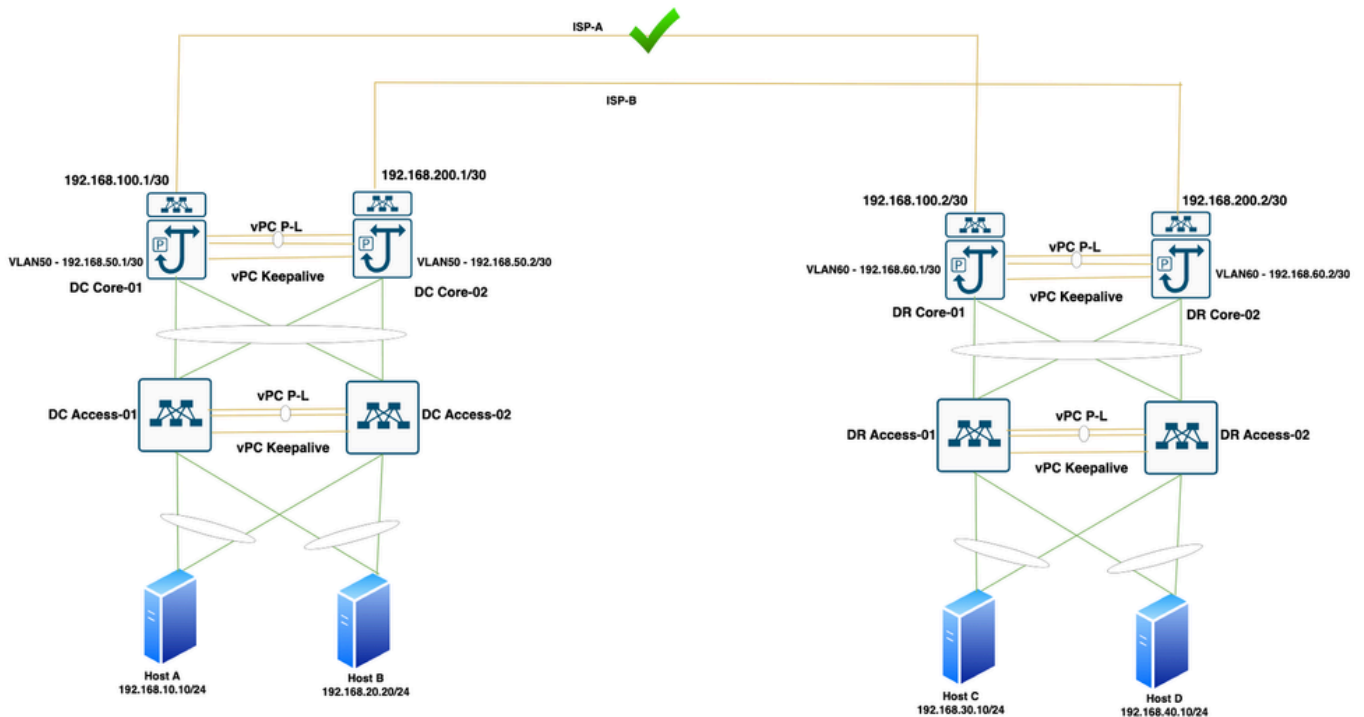 ISP-A
ISP-B
192.168.100.1/30
192.168.200.1/30
192.168.100.2/30
192.168.200.2/30
vPC P-L
P
P
VLAN50 - 192.168.50.1/30
VLAN50 - 192.168.50.2/30
vPC Keepalive
DC Core-01
DC Core-02
vPC P-L
P
P
VLAN60 - 192.168.60.1/30
VLAN60 - 192.168.60.2/30
vPC Keepalive
DR Core-01
DR Core-02
DC Access-01
vPC P-L
DC Access-02
vPC Keepalive
DR Access-01
vPC P-L
DR Access-02
vPC Keepalive
Host A
192.168.10.10/24
Host B
192.168.20.20/24
Host C
192.168.30.10/24
Host D
192.168.40.10/24